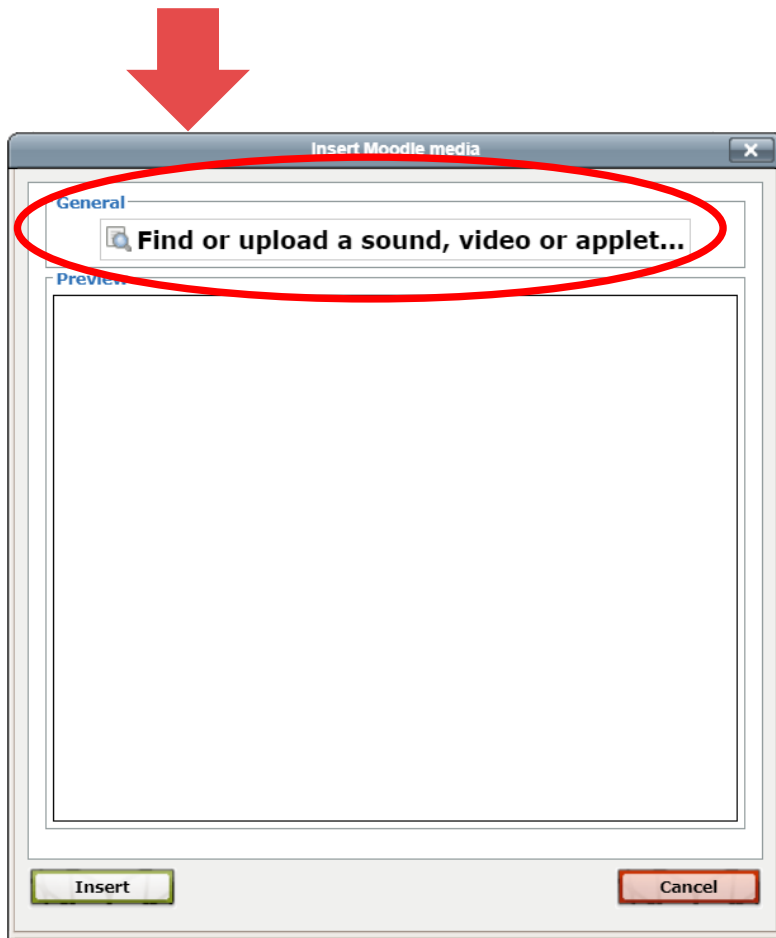 Insert Moodle media
General
Find or upload a sound, video or applet...
Preview
Insert
Cancel